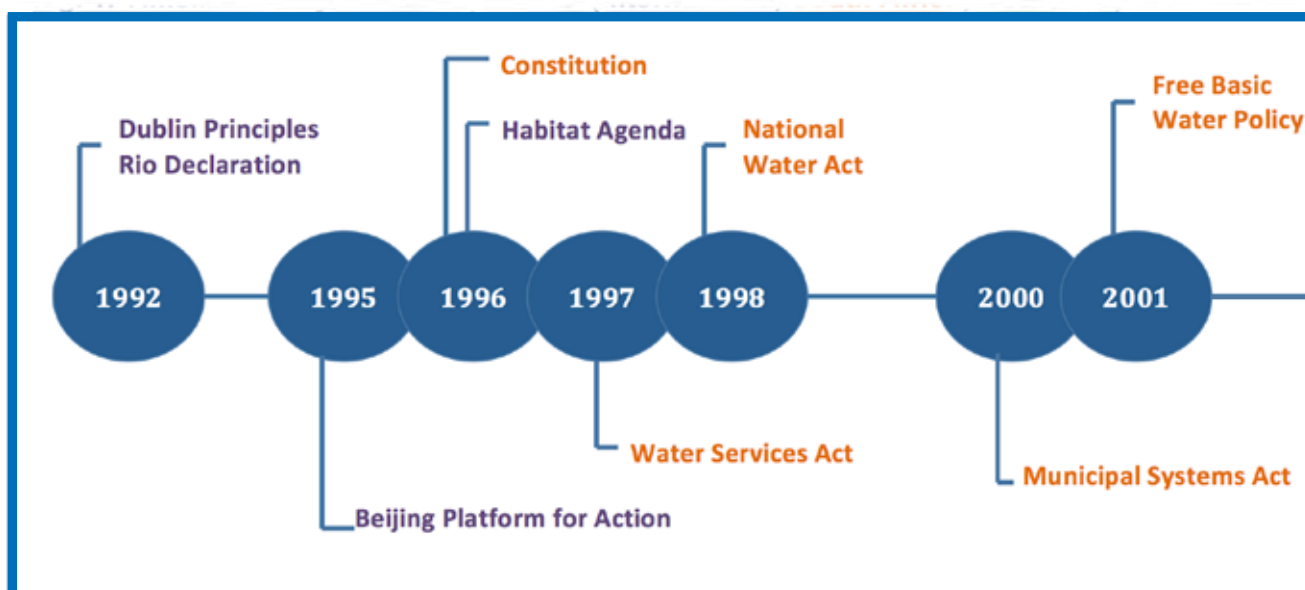 Constitution
Free Basic
Water Policy
Dublin Principles
Rio Declaration
Habitat Agenda
National
Water Act
1992
1995
1996
1997
1998
2000
2001
Water Services Act
Municipal Systems Act
Beijing Platform for Action